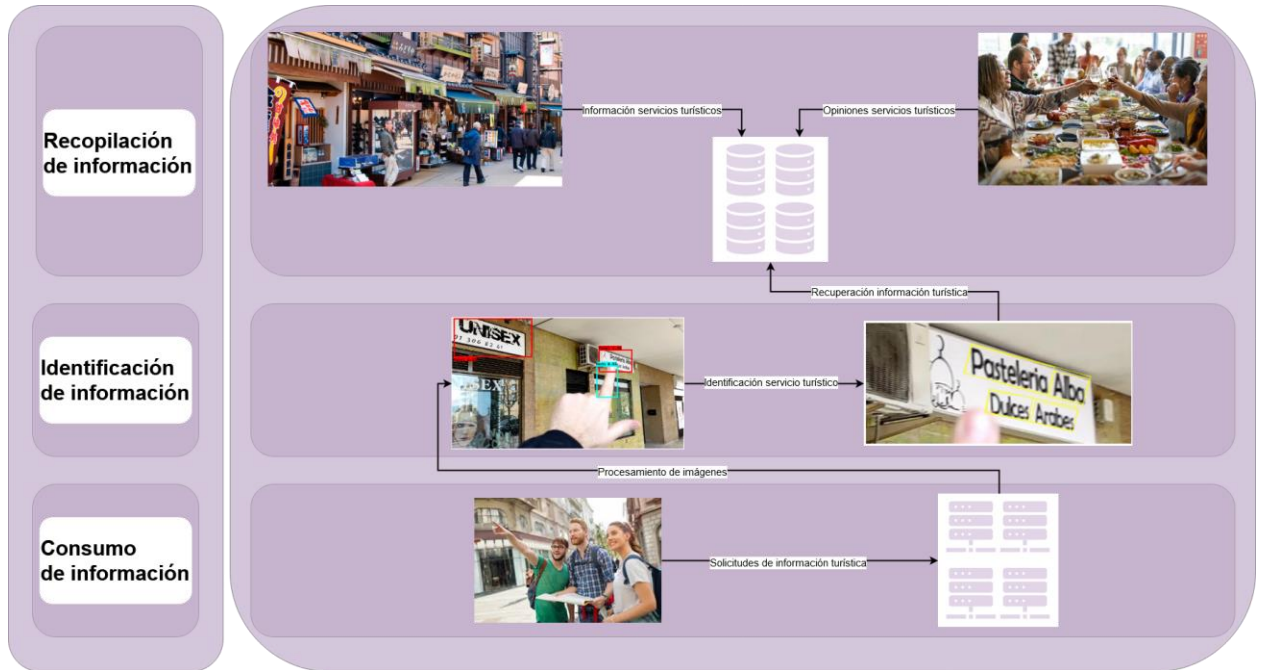 Recopilación
de información
Información servicios turísticos
Opiniones servicios turísticos
Recuperación información turística
Identificación
de información
UNISEX
Identificación servicio turístico
Pasteleria Alba
Dulces Arabes
Procesamiento de imágenes
Consumo
de información
Solicitudes de información turística